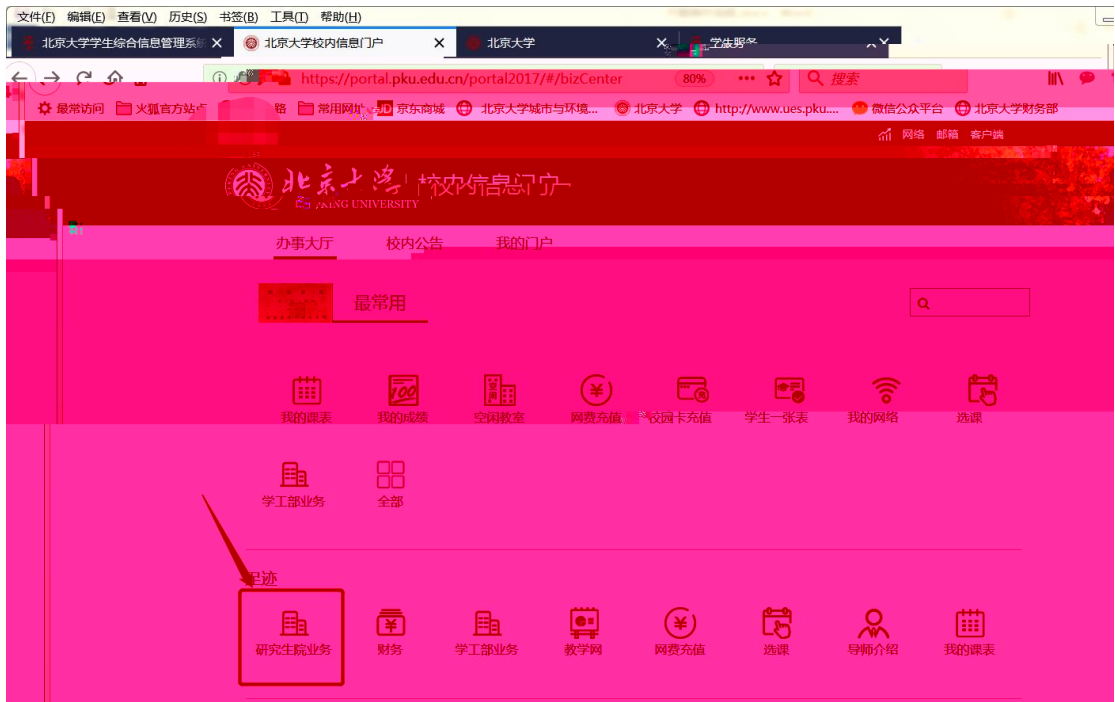 文件(F) 编辑(E) 查看(V) 历史(S) 书签(B) 工具(T) 帮助(H)
北京大学学生综合信息管理系统 北京大学校内信息门户 北京大学
https://portal.pku.edu.cn/portal2017/#/bizCenter 80% 搜索
最常访问 火狐官方站点 常用网址 JD 京东商城 北京大学城市与环境... 北京大学 http://www.ues.pku.... 微信公众平台 北京大学财务部
网络 邮箱 客户端
北京大学 校内信息门户
PEKING UNIVERSITY
办事大厅 校内公告 我的门户
最常用
我的课表 我的成绩 空闲教室 网费充值 校园卡充值 学生一张表 我的网络 选课
学工部业务 全部
足迹
研究生院业务 财务 学工部业务 教学网 网费充值 选课 导师介绍 我的课表